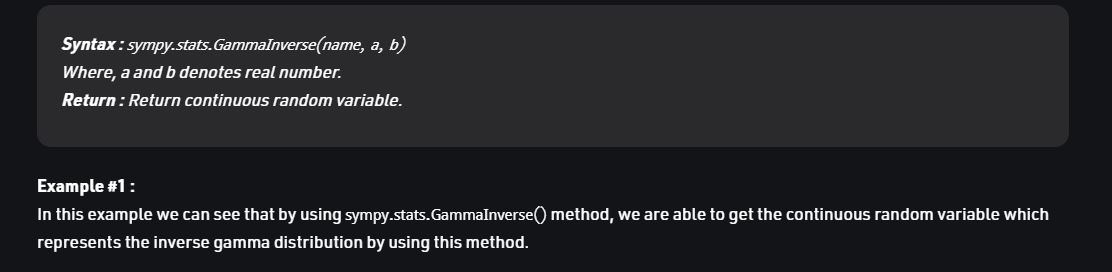 Syntax : sympy.stats.GammaInverse(name, a, b)
Where, a and b denotes real number.
Return : Return continuous random variable.
Example #1 :
In this example we can see that by using sympy.stats.GammaInverse() method, we are able to get the continuous random variable which
represents the inverse gamma distribution by using this method.